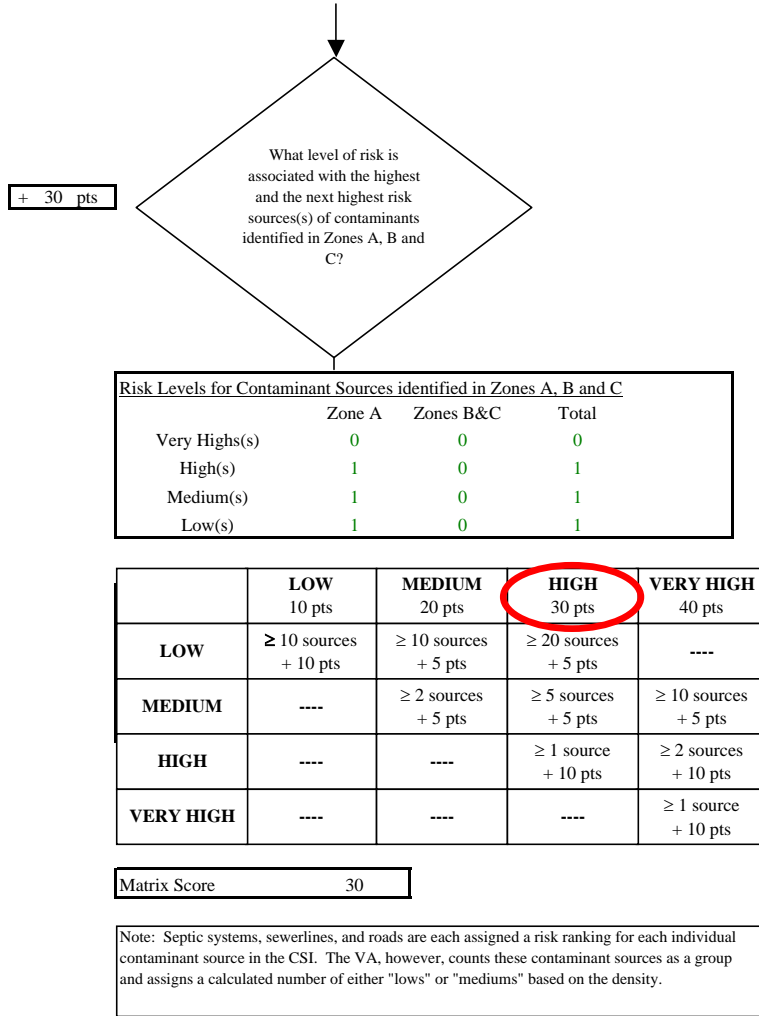 What level of risk is
associated with the highest
and the next highest risk
sources(s) of contaminants
identified in Zones A, B and
C?
+ 30 pts
Risk Levels for Contaminant Sources identified in Zones A, B and C
Zone A Zones B&C Total
Very Highs(s) 0 0 0
High(s) 1 0 1
Medium(s) 1 0 1
Low(s) 1 0 1
LOW MEDIUM HIGH VERY HIGH
10 pts 20 pts 30 pts 40 pts
LOW ≥ 10 sources ≥ 10 sources ≥ 20 sources ----
+ 10 pts + 5 pts + 5 pts
MEDIUM ---- ≥ 2 sources ≥ 5 sources ≥ 10 sources
+ 5 pts + 5 pts + 5 pts
HIGH ---- ---- ≥ 1 source ≥ 2 sources
+ 10 pts + 10 pts
VERY HIGH ---- ---- ---- ≥ 1 source
+ 10 pts
Matrix Score 30
Note: Septic systems, sewerlines, and roads are each assigned a risk ranking for each individual
contaminant source in the CSI. The VA, however, counts these contaminant sources as a group
and assigns a calculated number of either "lows" or "mediums" based on the density.